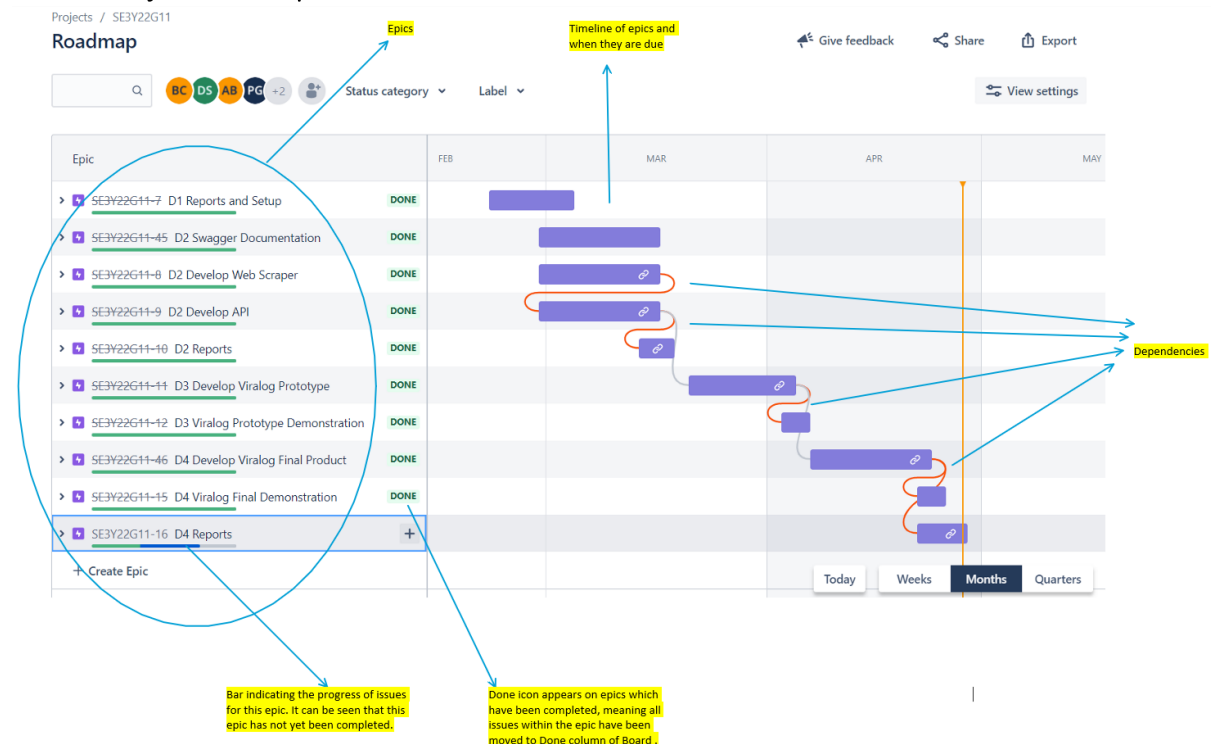 Projects / SE3Y22G11
Roadmap
Epics
Timeline of epics and
when they are due
Give feedback
Share
Export
BC DS AB PG +2
Status category
Label
View settings
Epic
FEB MAR APR MAY
SE3Y22G11-7 D1 Reports and Setup DONE
SE3Y22G11-45 D2 Swagger Documentation DONE
SE3Y22G11-8 D2 Develop Web Scraper DONE
SE3Y22G11-9 D2 Develop API DONE
SE3Y22G11-10 D2 Reports DONE
Dependencies
SE3Y22G11-11 D3 Develop Viralog Prototype DONE
SE3Y22G11-12 D3 Viralog Prototype Demonstration DONE
SE3Y22G11-46 D4 Develop Viralog Final Product DONE
SE3Y22G11-15 D4 Viralog Final Demonstration DONE
SE3Y22G11-16 D4 Reports +
+ Create Epic
Today Weeks Months Quarters
Bar indicating the progress of issues
for this epic. It can be seen that this
epic has not yet been completed.
Done icon appears on epics which
have been completed, meaning all
issues within the epic have been
moved to Done column of Board .